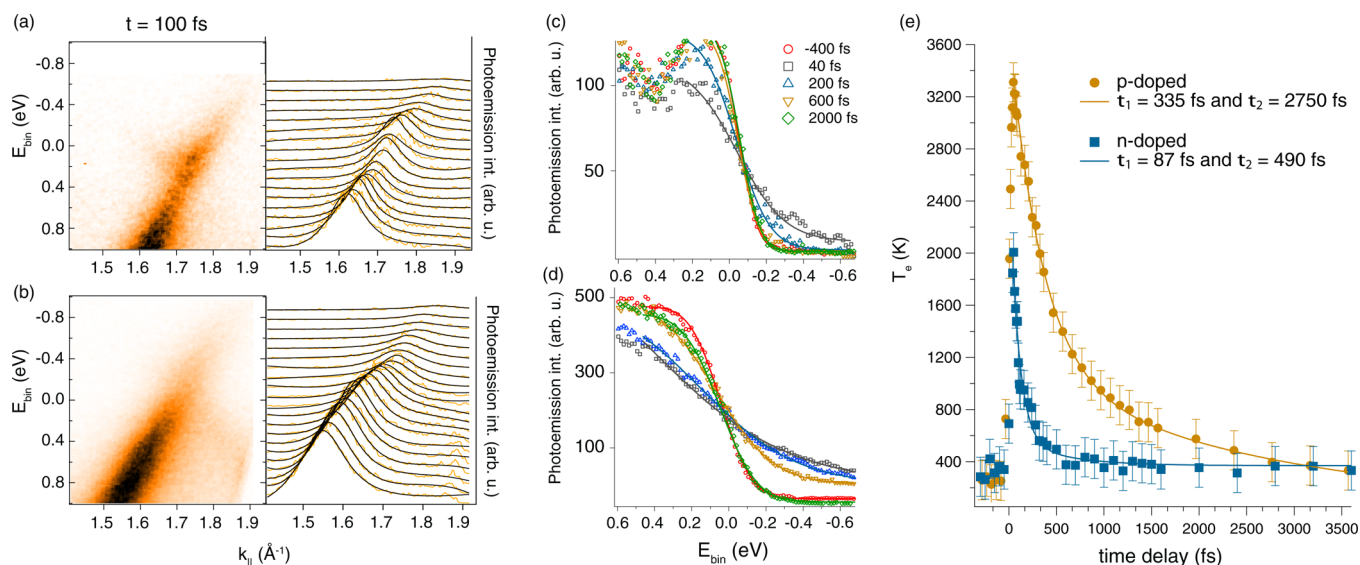 (a)
t = 100 fs
-0.8
-0.4
0.0
0.4
0.8
E_bin (eV)
1.5 1.6 1.7 1.8 1.9
1.5 1.6 1.7 1.8 1.9
Photoemission int. (arb. u.)
(b)
-0.8
-0.4
0.0
0.4
0.8
E_bin (eV)
1.5 1.6 1.7 1.8 1.9
1.5 1.6 1.7 1.8 1.9
k_|| (Å⁻¹)
Photoemission int. (arb. u.)
(c)
Photoemission int. (arb. u.)
100
50
-400 fs
40 fs
200 fs
600 fs
2000 fs
0.6 0.4 0.2 0.0 -0.2 -0.4 -0.6
(d)
Photoemission int. (arb. u.)
500
300
100
0.6 0.4 0.2 0.0 -0.2 -0.4 -0.6
E_bin (eV)
(e)
T_e (K)
3600
3200
2800
2400
2000
1600
1200
800
400
p-doped
t₁ = 335 fs and t₂ = 2750 fs
n-doped
t₁ = 87 fs and t₂ = 490 fs
0 500 1000 1500 2000 2500 3000 3500
time delay (fs)